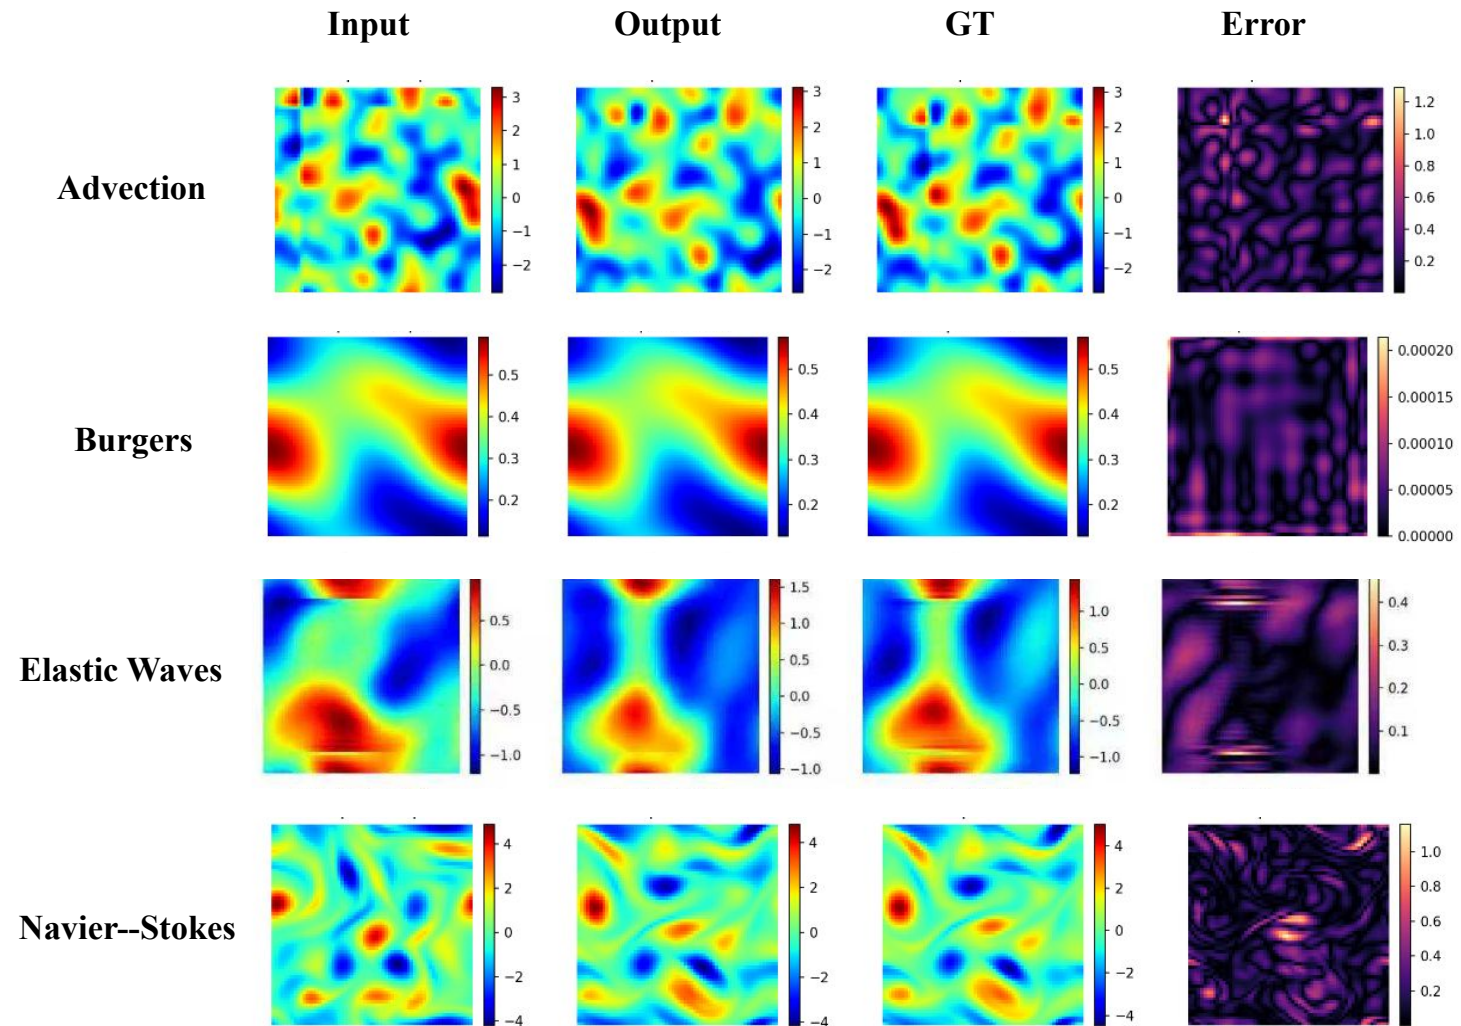 Input Output GT Error
Advection
3 2 1 0 −1 −2
3 2 1 0 −1 −2
3 2 1 0 −1 −2
1.2 1.0 0.8 0.6 0.4 0.2
Burgers
0.5 0.4 0.3 0.2
0.5 0.4 0.3 0.2
0.5 0.4 0.3 0.2
0.00020 0.00015 0.00010 0.00005 0.00000
Elastic Waves
0.5 0.0 −0.5 −1.0
1.5 1.0 0.5 0.0 −0.5 −1.0
1.0 0.5 0.0 −0.5 −1.0
0.4 0.3 0.2 0.1
Navier--Stokes
4 2 0 −2 −4
4 2 0 −2 −4
4 2 0 −2 −4
1.0 0.8 0.6 0.4 0.2